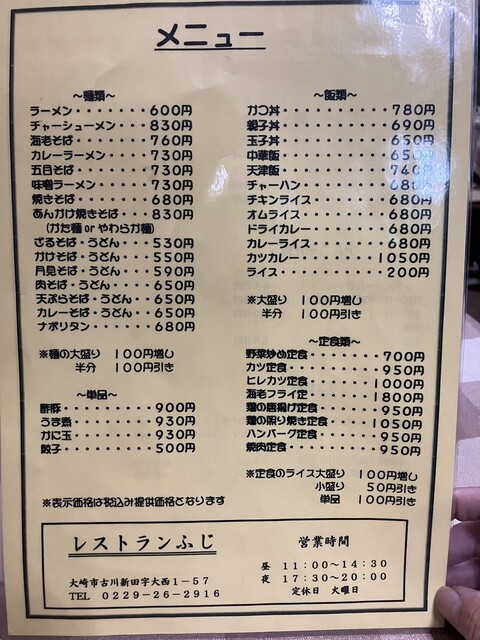 メニュー
～麺類～
ラーメン・・・・・・・600円
チャーシューメン・・・・830円
海老そば・・・・・・・760円
カレーラーメン・・・・・730円
五目そば・・・・・・・730円
味噌ラーメン・・・・・・730円
焼きそば・・・・・・・680円
あんかけ焼きそば・・・・830円
(かた麺 or やわらか麺)
ざるそば・うどん・・・・530円
かけそば・うどん・・・・550円
月見そば・うどん・・・・590円
肉そば・うどん・・・・・650円
天ぷらそば・うどん・・・650円
カレーそば・うどん・・・650円
ナポリタン・・・・・・・680円
※麺の大盛り 100円増し
半分 100円引き
～単品～
酢豚・・・・・・・・・900円
うま煮・・・・・・・・930円
かに玉・・・・・・・・930円
餃子・・・・・・・・・500円
～飯類～
かつ丼・・・・・・・・・780円
親子丼・・・・・・・・・690円
玉子丼・・・・・・・・・650円
中華飯・・・・・・・・・650円
天津飯・・・・・・・・・740円
チャーハン・・・・・・・680円
チキンライス・・・・・・680円
オムライス・・・・・・・680円
ドライカレー・・・・・・680円
カレーライス・・・・・・680円
カツカレー・・・・・・1050円
ライス・・・・・・・・・200円
※大盛り 100円増し
半分 100円引き
～定食類～
野菜炒め定食・・・・・・700円
カツ定食・・・・・・・・950円
ヒレカツ定食・・・・・1000円
海老フライ定・・・・・1800円
鶏の唐揚げ定食・・・・・950円
鶏の照り焼き定食・・・1050円
ハンバーグ定食・・・・・950円
焼肉定食・・・・・・・・950円
※定食のライス大盛り 100円増し
小盛り 50円引き
単品 100円引き
※表示価格は税込み提供価格となります
レストランふじ
大崎市古川新田字大西1－57
TEL 0229－26－2916
営業時間
昼 11:00～14:30
夜 17:30～20:00
定休日 火曜日